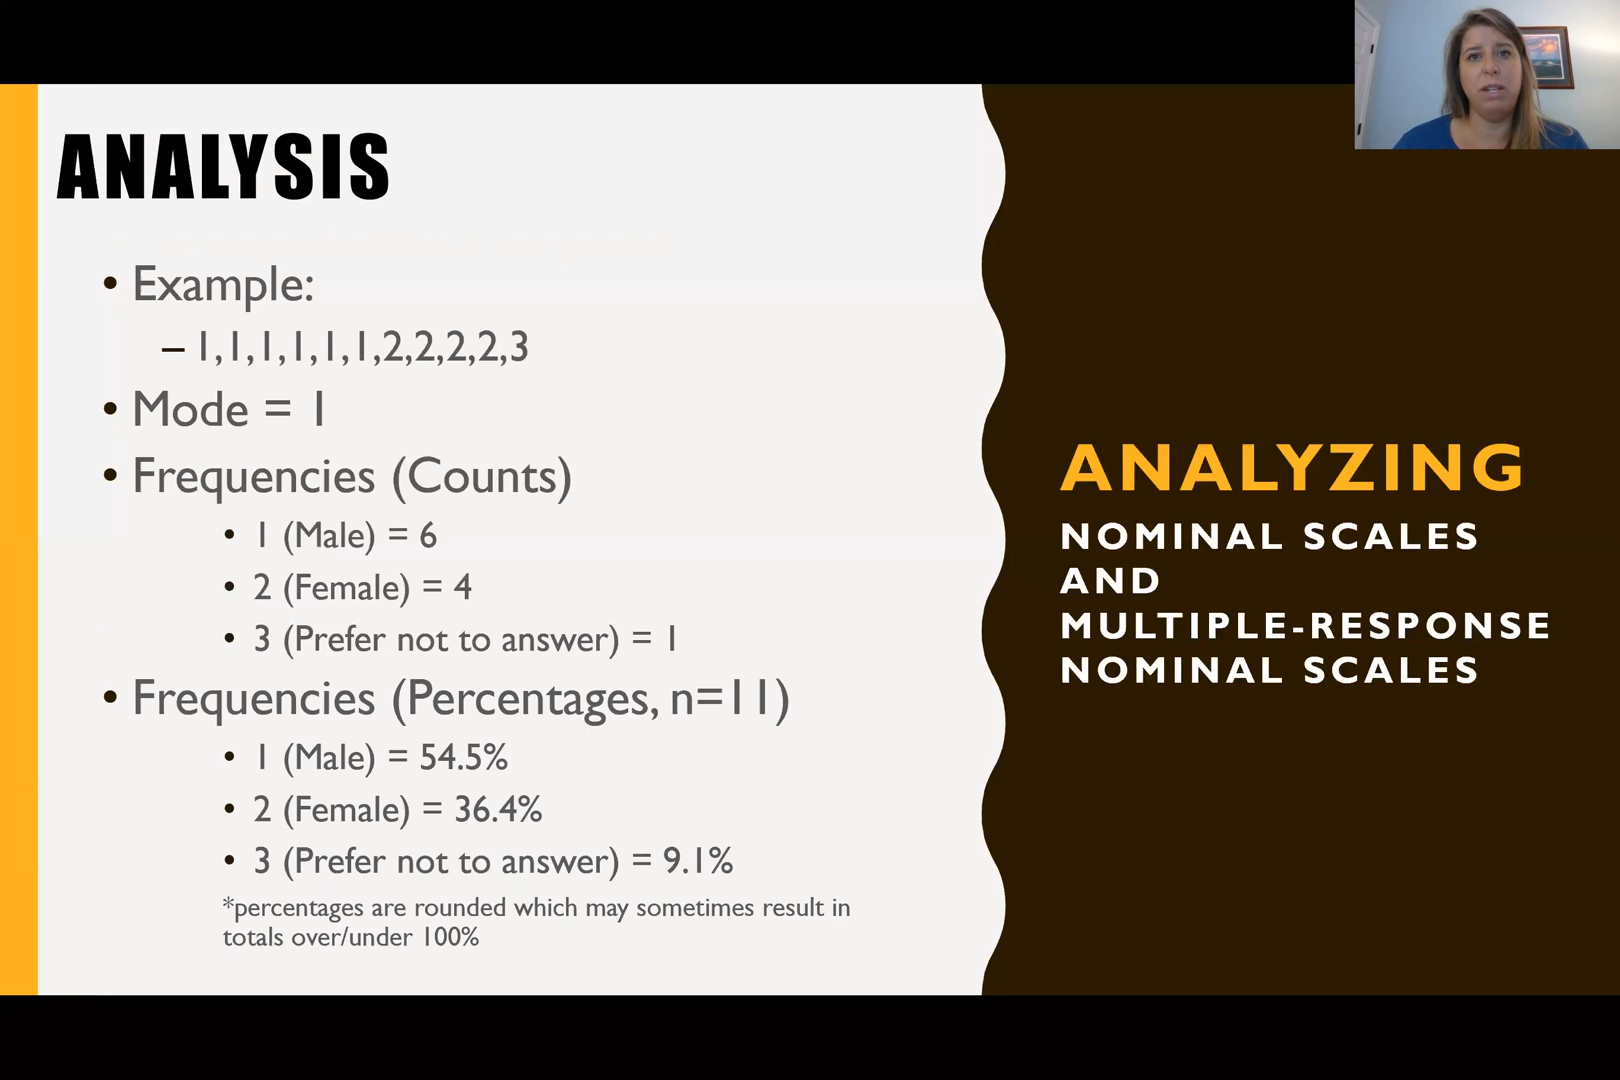 ANALYSIS
• Example:
– 1,1,1,1,1,1,2,2,2,2,3
• Mode = 1
• Frequencies (Counts)
• 1 (Male) = 6
• 2 (Female) = 4
• 3 (Prefer not to answer) = 1
• Frequencies (Percentages, n=11)
• 1 (Male) = 54.5%
• 2 (Female) = 36.4%
• 3 (Prefer not to answer) = 9.1%
*percentages are rounded which may sometimes result in
totals over/under 100%
ANALYZING
NOMINAL SCALES
AND
MULTIPLE-RESPONSE
NOMINAL SCALES